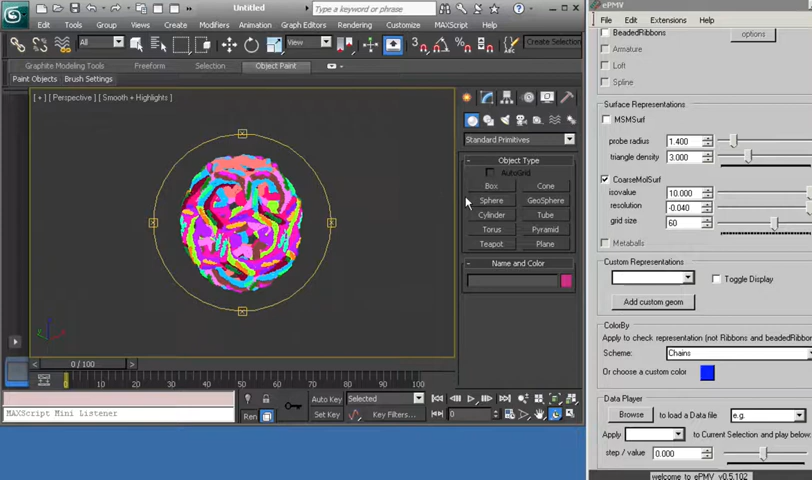 Untitled
Type a keyword or phrase
Edit Tools Group Views Create Modifiers Animation Graph Editors Rendering Customize MAXScript Help
All
View
Create Selection
Graphite Modeling Tools Freeform Selection Object Paint
Paint Objects Brush Settings
[ + ] [ Perspective ] [ Smooth + Highlights ]
Standard Primitives
Object Type
AutoGrid
Box Cone
Sphere GeoSphere
Cylinder Tube
Torus Pyramid
Teapot Plane
Name and Color
0 / 100
0 10 20 30 40 50 60 70 80 90 100
MAXScript Mini Listener
Ren
Auto Key Selected
Set Key Key Filters...
0
ePMV
File Edit Extensions Help
BeadedRibbons options
Armature
Loft
Spline
Surface Representations
MSMSurf
probe radius 1.400
triangle density 3.000
CoarseMolSurf
isovalue 10.000
resolution -0.040
grid size 60
Metaballs
Custom Representations
Toggle Display
Add custom geom
ColorBy
Apply to check representation (not Ribbons and beadedRibbon
Scheme: Chains
Or choose a custom color
Data Player
Browse to load a Data file e.g.
Apply to Current Selection and play below:
step / value 0.000
welcome to ePMV v0.5.102